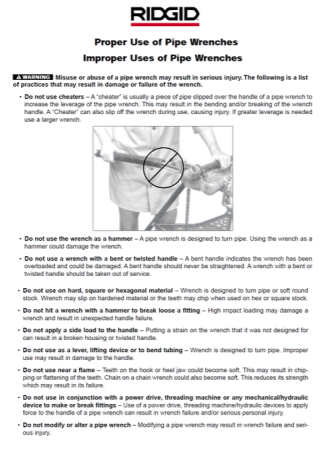 RIDGID
Proper Use of Pipe Wrenches
Improper Uses of Pipe Wrenches
⚠ WARNING Misuse or abuse of a pipe wrench may result in serious injury. The following is a list
of practices that may result in damage or failure of the wrench.
• Do not use cheaters – A "cheater" is usually a piece of pipe slipped over the handle of a pipe wrench to
increase the leverage of the pipe wrench. This may result in the bending and/or breaking of the wrench
handle. A "Cheater" can also slip off the wrench during use, causing injury. If greater leverage is needed
use a larger wrench.
• Do not use the wrench as a hammer – A pipe wrench is designed to turn pipe. Using the wrench as a
hammer could damage the wrench.
• Do not use a wrench with a bent or twisted handle – A bent handle indicates the wrench has been
overloaded and could be damaged. A bent handle should never be straightened. A wrench with a bent or
twisted handle should be taken out of service.
• Do not use on hard, square or hexagonal material – Wrench is designed to turn pipe or soft round
stock. Wrench may slip on hardened material or the teeth may chip when used on hex or square stock.
• Do not hit a wrench with a hammer to break loose a fitting – High impact loading may damage a
wrench and result in unexpected handle failure.
• Do not apply a side load to the handle – Putting a strain on the wrench that it was not designed for
can result in a broken housing or twisted handle.
• Do not use as a lever, lifting device or to bend tubing – Wrench is designed to turn pipe. Improper
use may result in damage to the handle.
• Do not use near a flame – Teeth on the hook or heel jaw could become soft. This may result in chip-
ping or flattening of the teeth. Chain on a chain wrench could also become soft. This reduces its strength
which may result in its failure.
• Do not use in conjunction with a power drive, threading machine or any mechanical/hydraulic
device to make or break fittings – Use of a power drive, threading machine/hydraulic devices to apply
force to the handle of a pipe wrench can result in wrench failure and/or serious personal injury.
• Do not modify or alter a pipe wrench – Modifying a pipe wrench may result in wrench failure and seri-
ous injury.